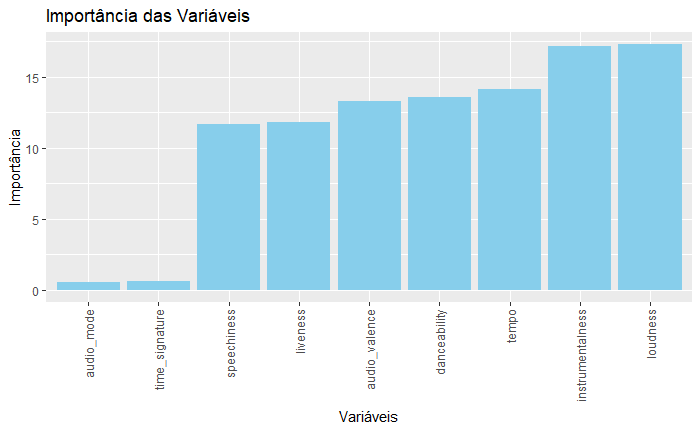 Importância das Variáveis
Importância
15
10
5
0
audio_mode
time_signature
speechiness
liveness
audio_valence
danceability
tempo
instrumentalness
loudness
Variáveis